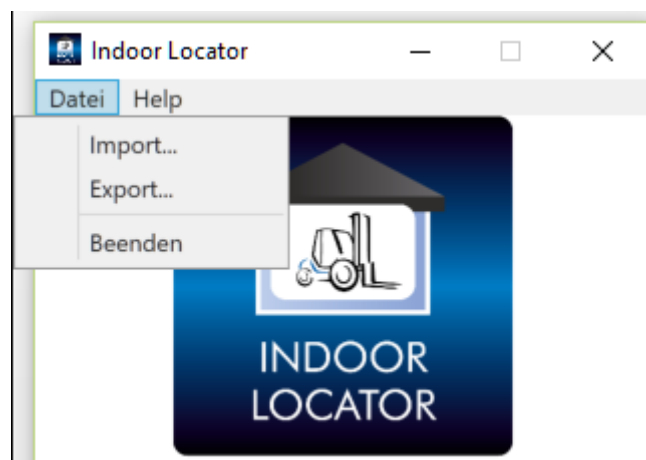 Indoor Locator
Datei Help
Import...
Export...
Beenden
INDOOR
LOCATOR